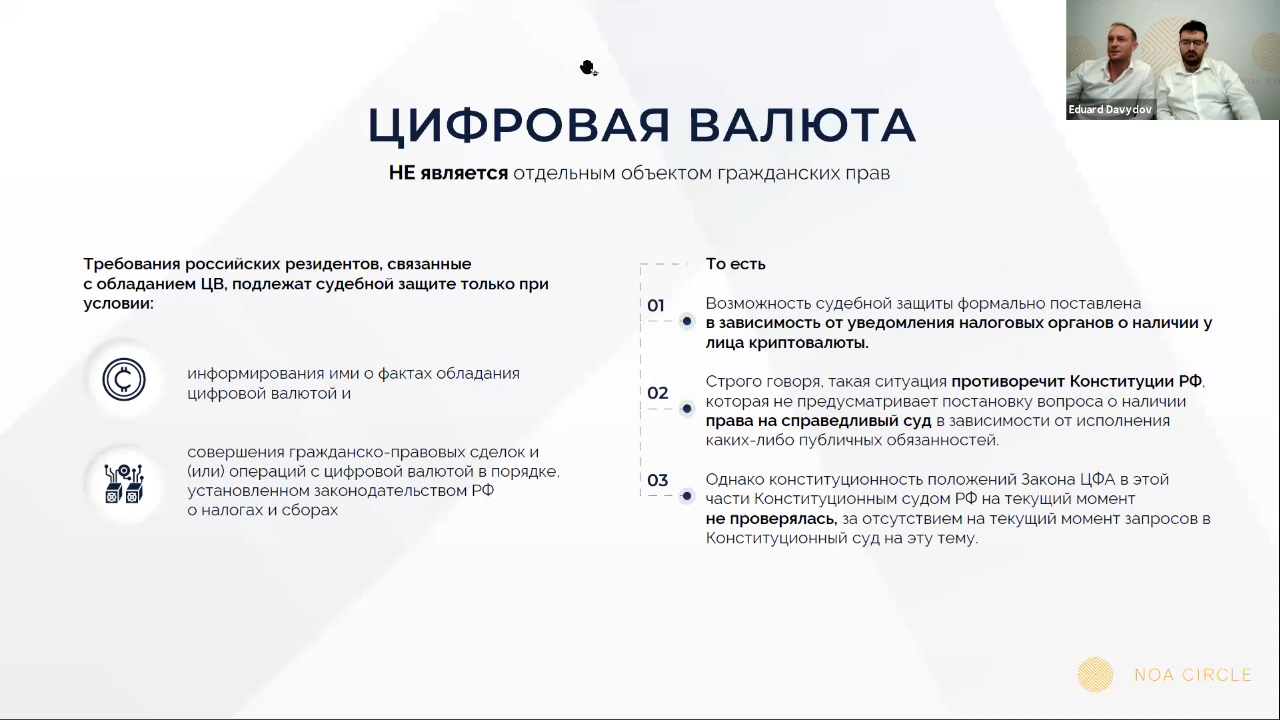 ЦИФРОВАЯ ВАЛЮТА
НЕ является отдельным объектом гражданских прав
Требования российских резидентов, связанные
с обладанием ЦВ, подлежат судебной защите только при
условии:
информирования ими о фактах обладания
цифровой валютой и
совершения гражданско-правовых сделок и
(или) операций с цифровой валютой в порядке,
установленном законодательством РФ
о налогах и сборах
То есть
01
Возможность судебной защиты формально поставлена
в зависимость от уведомления налоговых органов о наличии у
лица криптовалюты.
02
Строго говоря, такая ситуация противоречит Конституции РФ,
которая не предусматривает постановку вопроса о наличии
права на справедливый суд в зависимости от исполнения
каких-либо публичных обязанностей.
03
Однако конституционность положений Закона ЦФА в этой
части Конституционным судом РФ на текущий момент
не проверялась, за отсутствием на текущий момент запросов в
Конституционный суд на эту тему.
Eduard Davydov
NOA CIRCLE